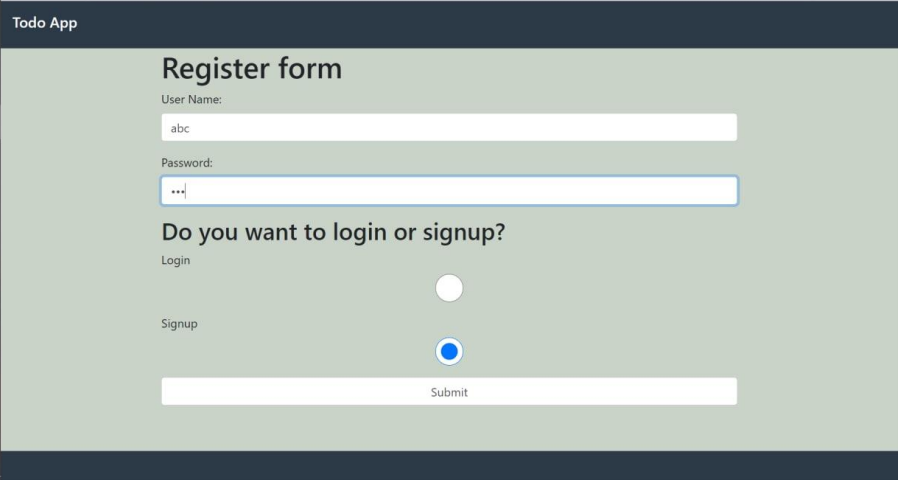 Todo App
Register form
User Name:
abc
Password:
•••
Do you want to login or signup?
Login
Signup
Submit